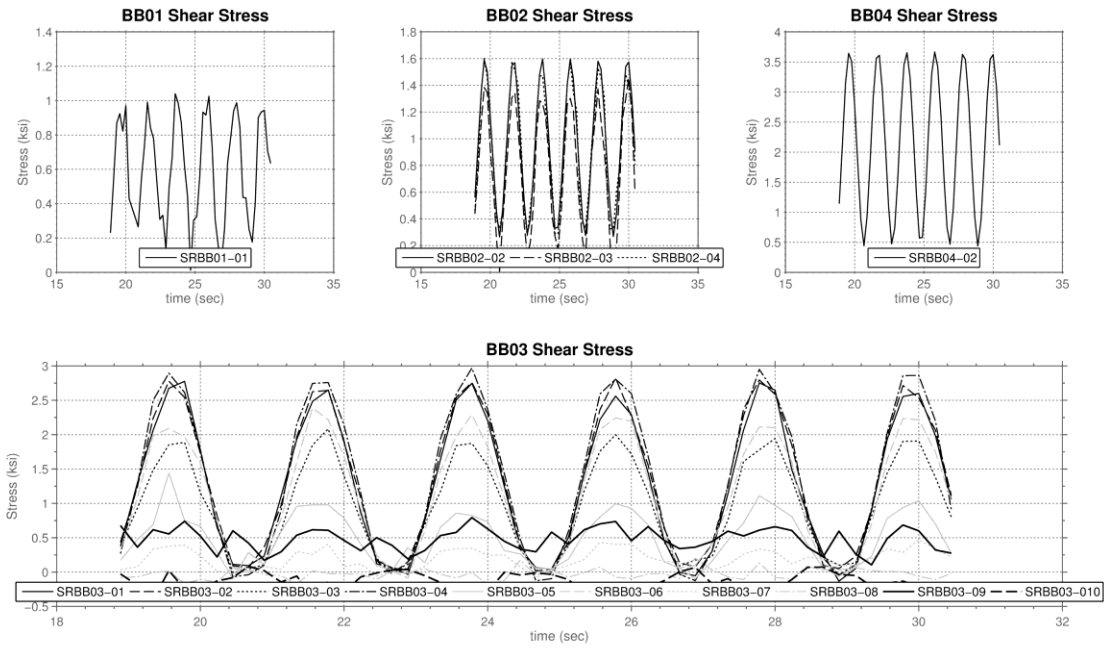 BB01 Shear Stress
1.4
1.2
1
0.8
0.6
0.4
0.2
0
Stress (ksi)
SRBB01-01
15 20 25 30 35
time (sec)
BB02 Shear Stress
1.8
1.6
1.4
1.2
1
0.8
0.6
0.4
0.2
0
Stress (ksi)
SRBB02-02 SRBB02-03 SRBB02-04
15 20 25 30 35
time (sec)
BB04 Shear Stress
4
3.5
3
2.5
2
1.5
1
0.5
0
Stress (ksi)
SRBB04-02
15 20 25 30 35
time (sec)
BB03 Shear Stress
3
2.5
2
1.5
1
0.5
0
-0.5
Stress (ksi)
SRBB03-01 SRBB03-02 SRBB03-03 SRBB03-04 SRBB03-05 SRBB03-06 SRBB03-07 SRBB03-08 SRBB03-09 SRBB03-010
18 20 22 24 26 28 30 32
time (sec)